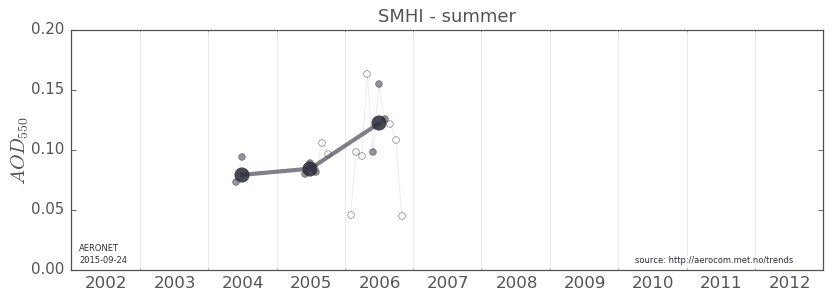 SMHI - summer
0.20
0.15
0.10
0.05
0.00
AOD550
AERONET
2015-09-24
source: http://aerocom.met.no/trends
2002 2003 2004 2005 2006 2007 2008 2009 2010 2011 2012